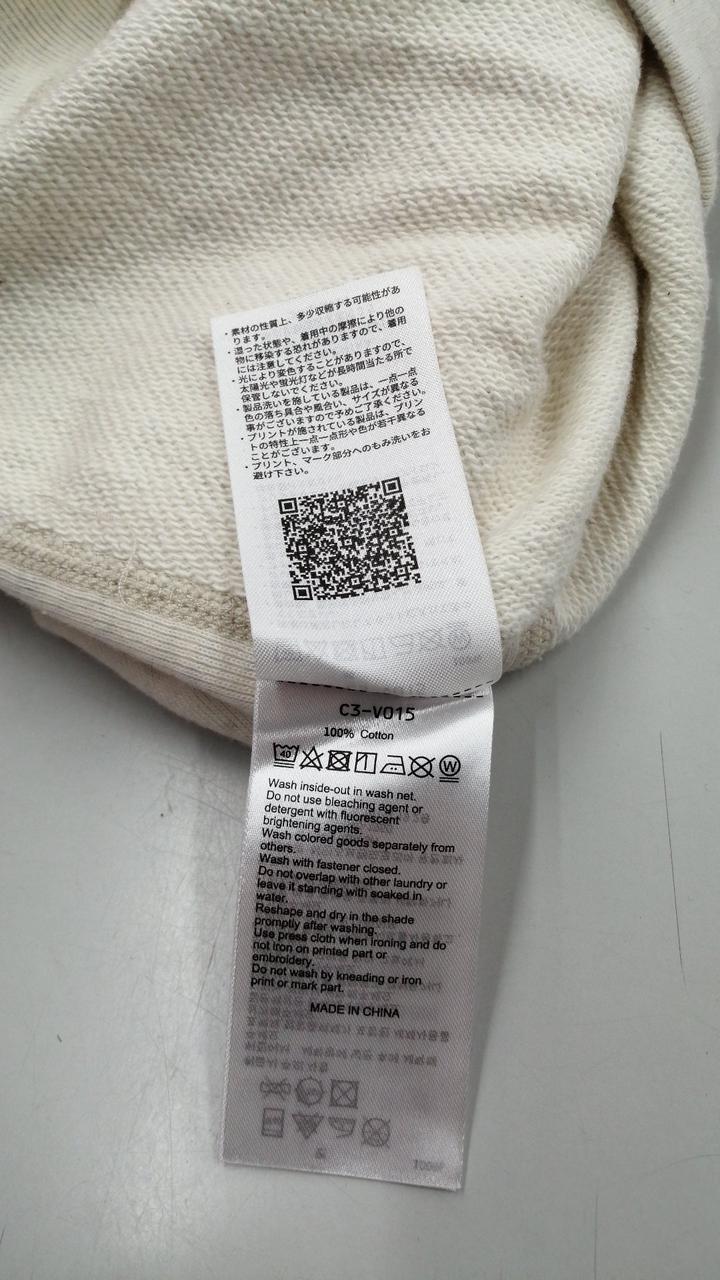 ・素材の性質上、多少収縮する可能性があ
ります。
・湿った状態や、着用中の摩擦により他の
物に移染する恐れがありますので、着用
には注意してください。
・光により変色することがありますので、
太陽光や蛍光灯などが長時間当たる所で
保管しないでください。
・製品洗いを施している製品は、一点一点
色の落ち具合や風合い、サイズが異なる
事がございますので予めご了承ください。
・プリントが施されている製品は、プリン
トの特性上一点一点形や色が若干異なる
ことがございます。
・プリント、マーク部分へのもみ洗いをお
避け下さい。
C3-V015
100% Cotton
40
W
Wash inside-out in wash net.
Do not use bleaching agent or
detergent with fluorescent
brightening agents.
Wash colored goods separately from
others.
Wash with fastener closed.
Do not overlap with other laundry or
leave it standing with soaked in
water.
Reshape and dry in the shade
promptly after washing.
Use press cloth when ironing and do
not iron on printed part or
embroidery.
Do not wash by kneading or iron
print or mark part.
MADE IN CHINA